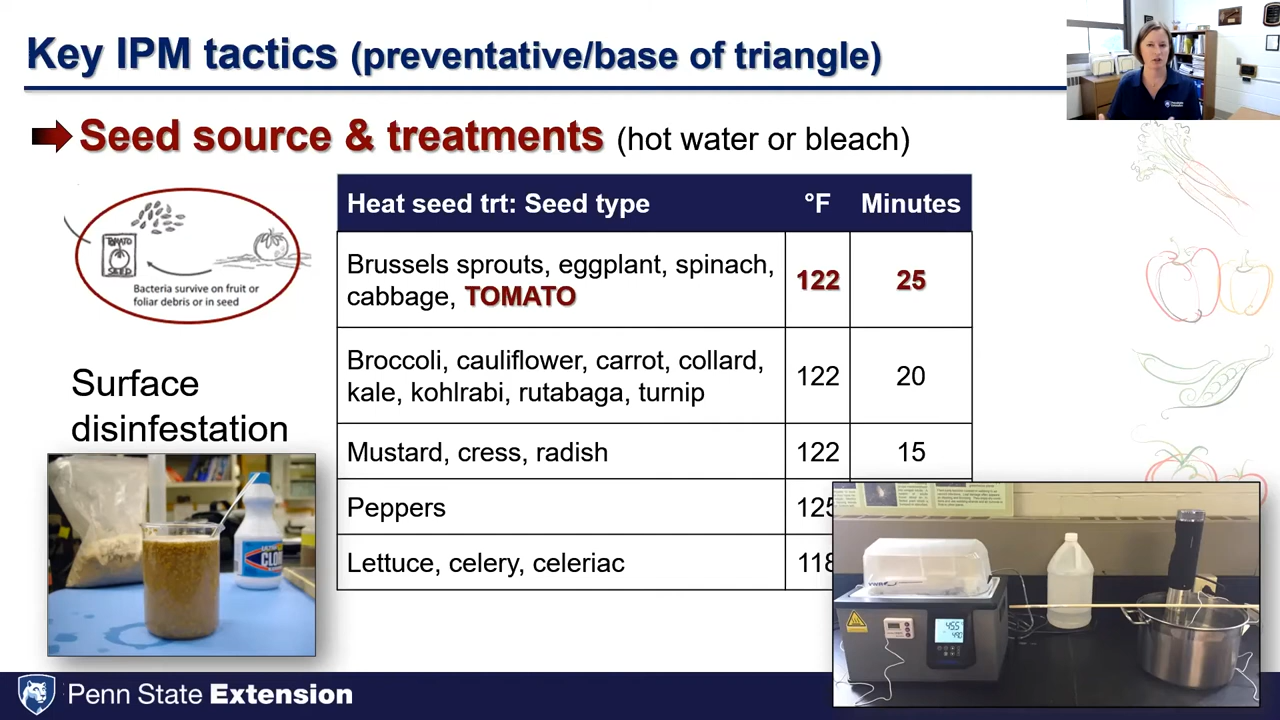 Key IPM tactics (preventative/base of triangle)
Seed source & treatments (hot water or bleach)
TOMATO
SEED
Bacteria survive on fruit or
foliar debris or in seed
Surface
disinfestation
Heat seed trt: Seed type °F Minutes
Brussels sprouts, eggplant, spinach,
cabbage, TOMATO 122 25
Broccoli, cauliflower, carrot, collard,
kale, kohlrabi, rutabaga, turnip 122 20
Mustard, cress, radish 122 15
Peppers 125
Lettuce, celery, celeriac 118
VWR
Penn State Extension